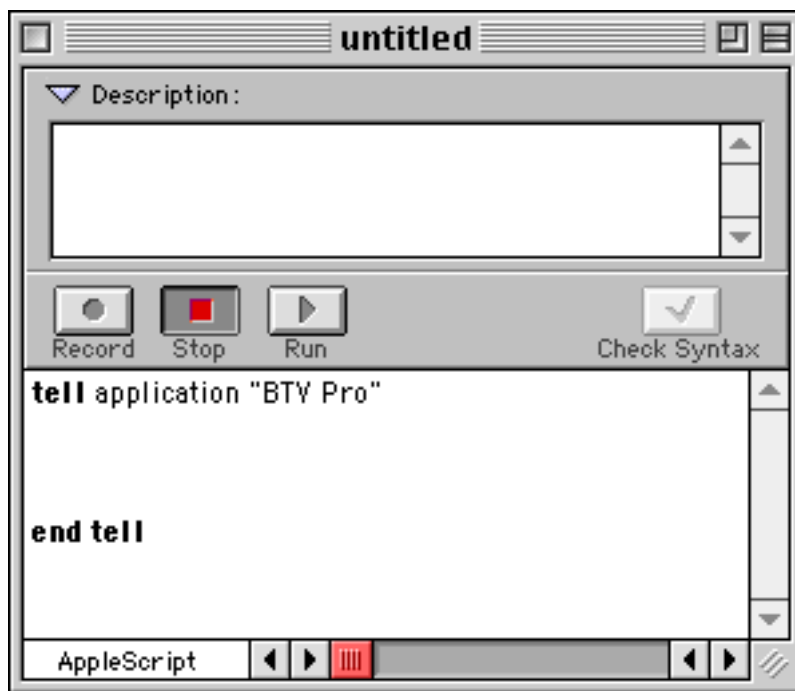 untitled
Description:
Record Stop Run Check Syntax
tell application "BTV Pro"
end tell
AppleScript